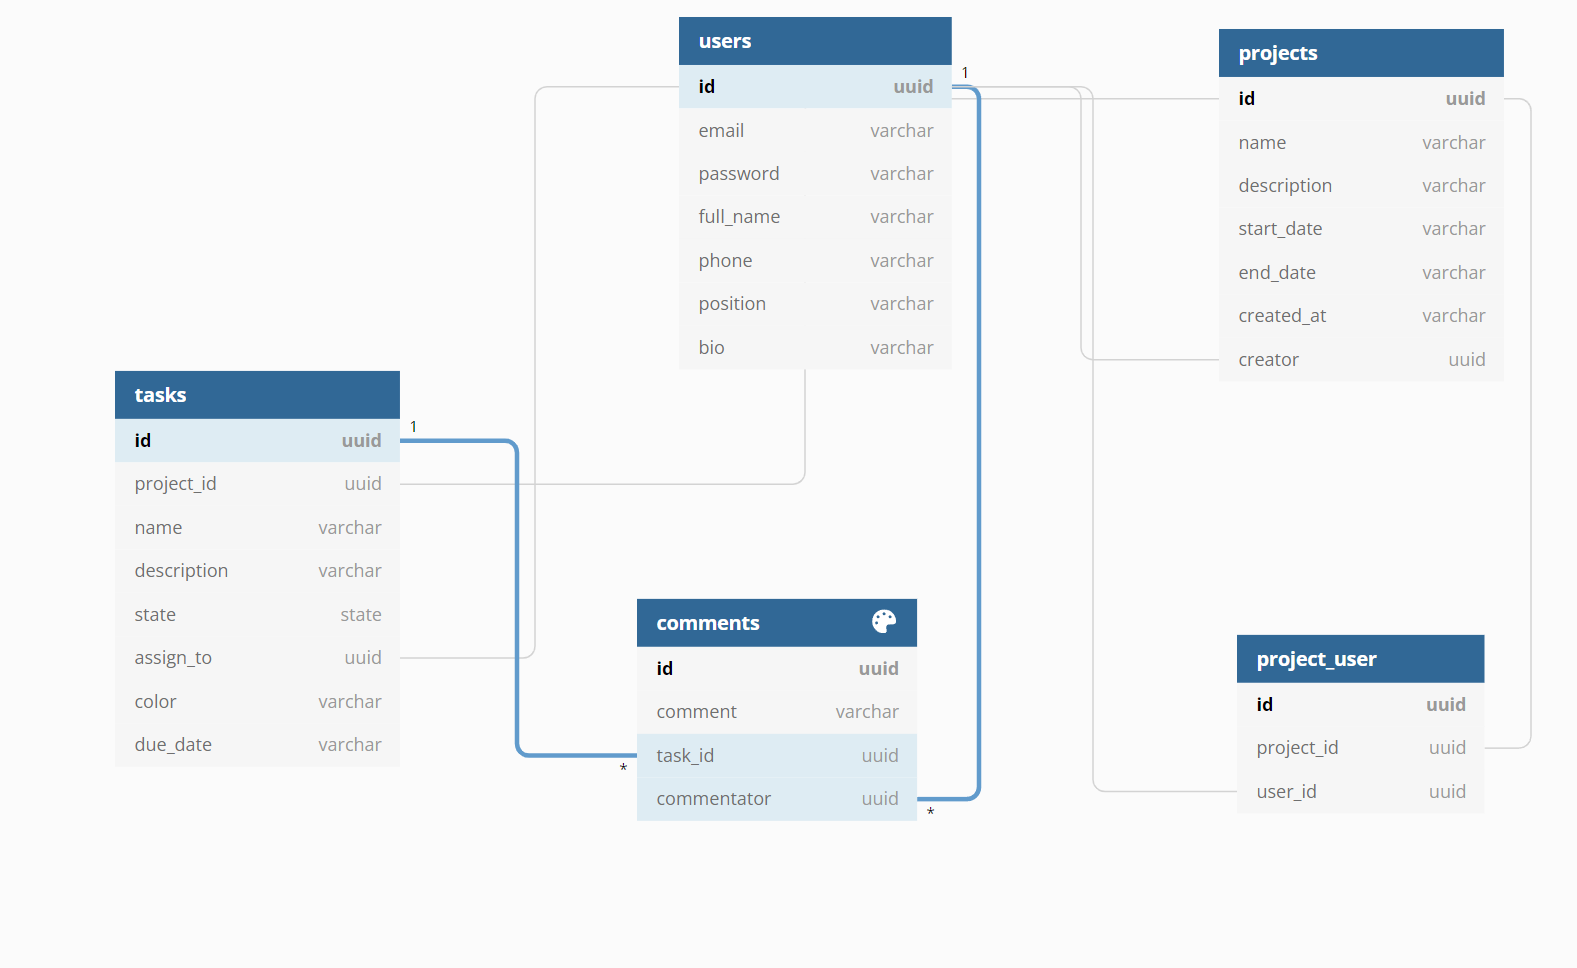 users
1
id uuid
email varchar
password varchar
full_name varchar
phone varchar
position varchar
bio varchar
projects
id uuid
name varchar
description varchar
start_date varchar
end_date varchar
created_at varchar
creator uuid
tasks
1
id uuid
project_id uuid
name varchar
description varchar
state state
assign_to uuid
color varchar
due_date varchar
comments
id uuid
comment varchar
task_id uuid
*
commentator uuid
*
project_user
id uuid
project_id uuid
user_id uuid